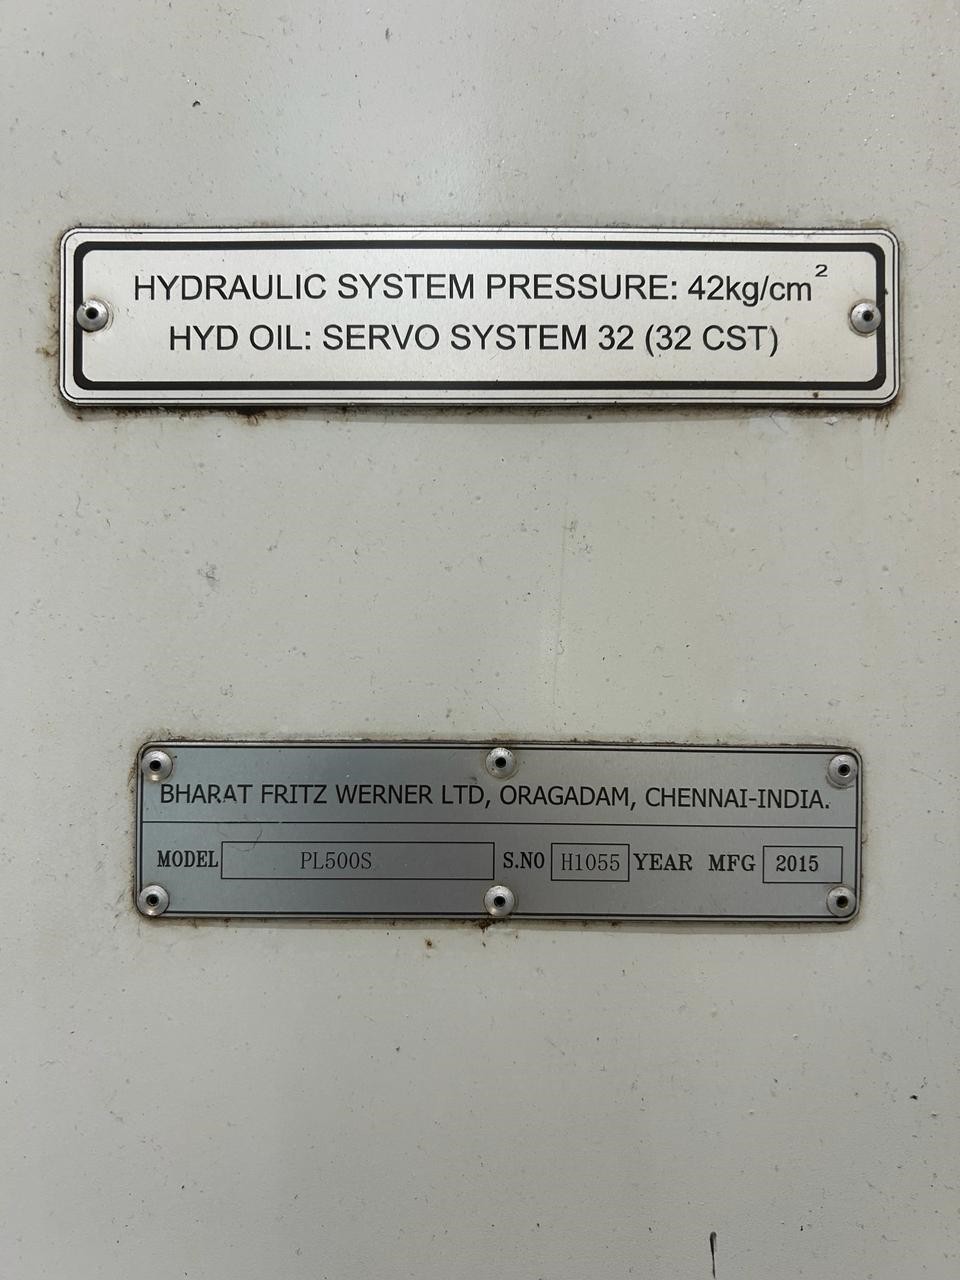 HYDRAULIC SYSTEM PRESSURE: 42kg/cm²
HYD OIL: SERVO SYSTEM 32 (32 CST)
BHARAT FRITZ WERNER LTD, ORAGADAM, CHENNAI-INDIA.
MODEL PL500S S.NO H1055 YEAR MFG 2015